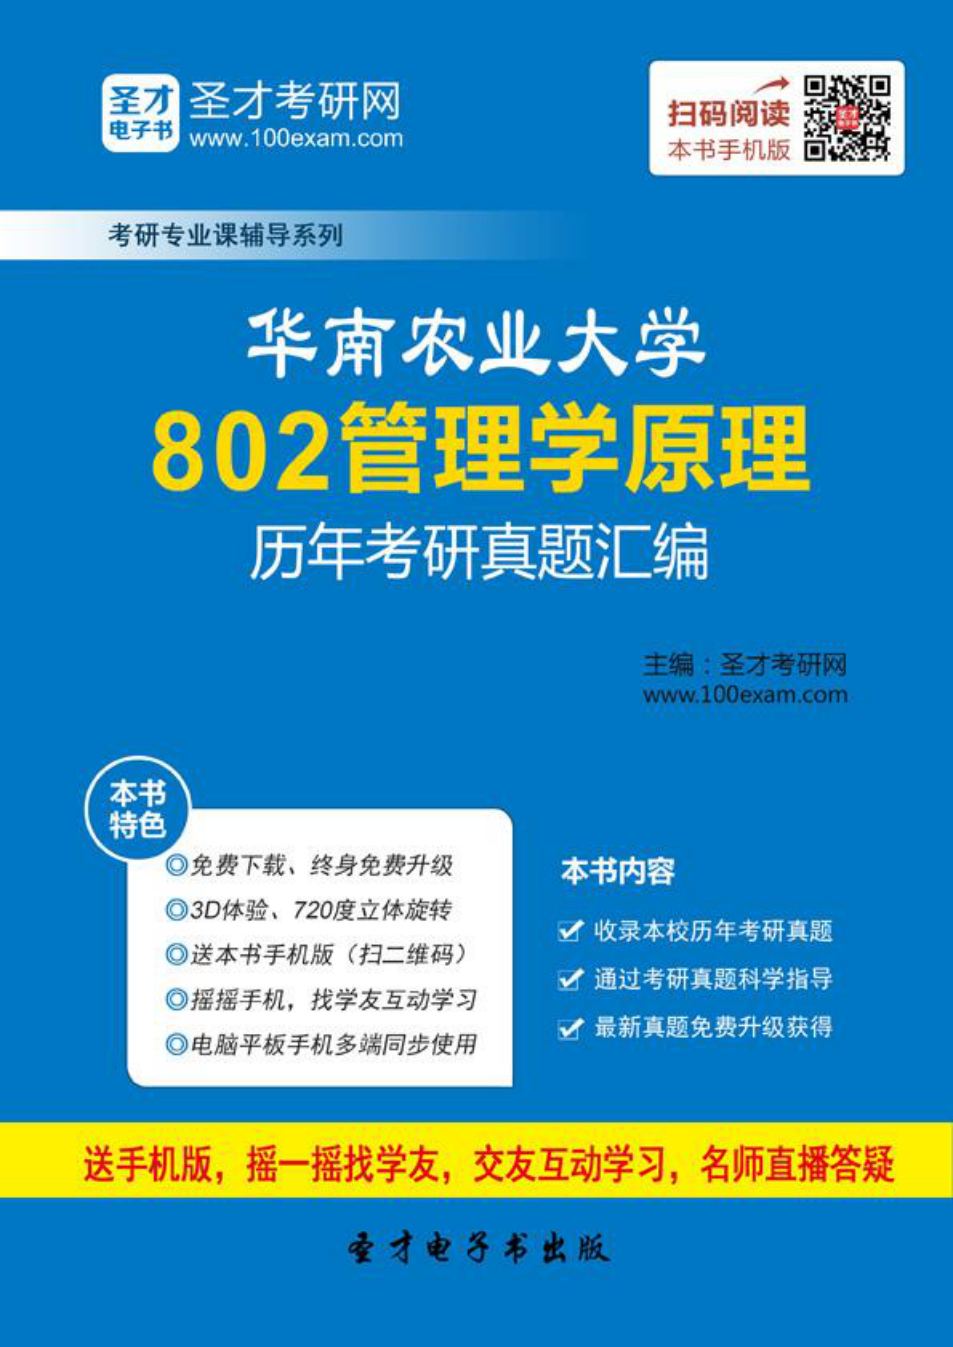 圣才
电子书
圣才考研网
www.100exam.com
扫码阅读
本书手机版
圣才
电子书
考研专业课辅导系列
华南农业大学
802管理学原理
历年考研真题汇编
主编：圣才考研网
www.100exam.com
本书
特色
◎免费下载、终身免费升级
◎3D体验、720度立体旋转
◎送本书手机版（扫二维码）
◎摇摇手机，找学友互动学习
◎电脑平板手机多端同步使用
本书内容
收录本校历年考研真题
通过考研真题科学指导
最新真题免费升级获得
送手机版，摇一摇找学友，交友互动学习，名师直播答疑
圣才电子书出版